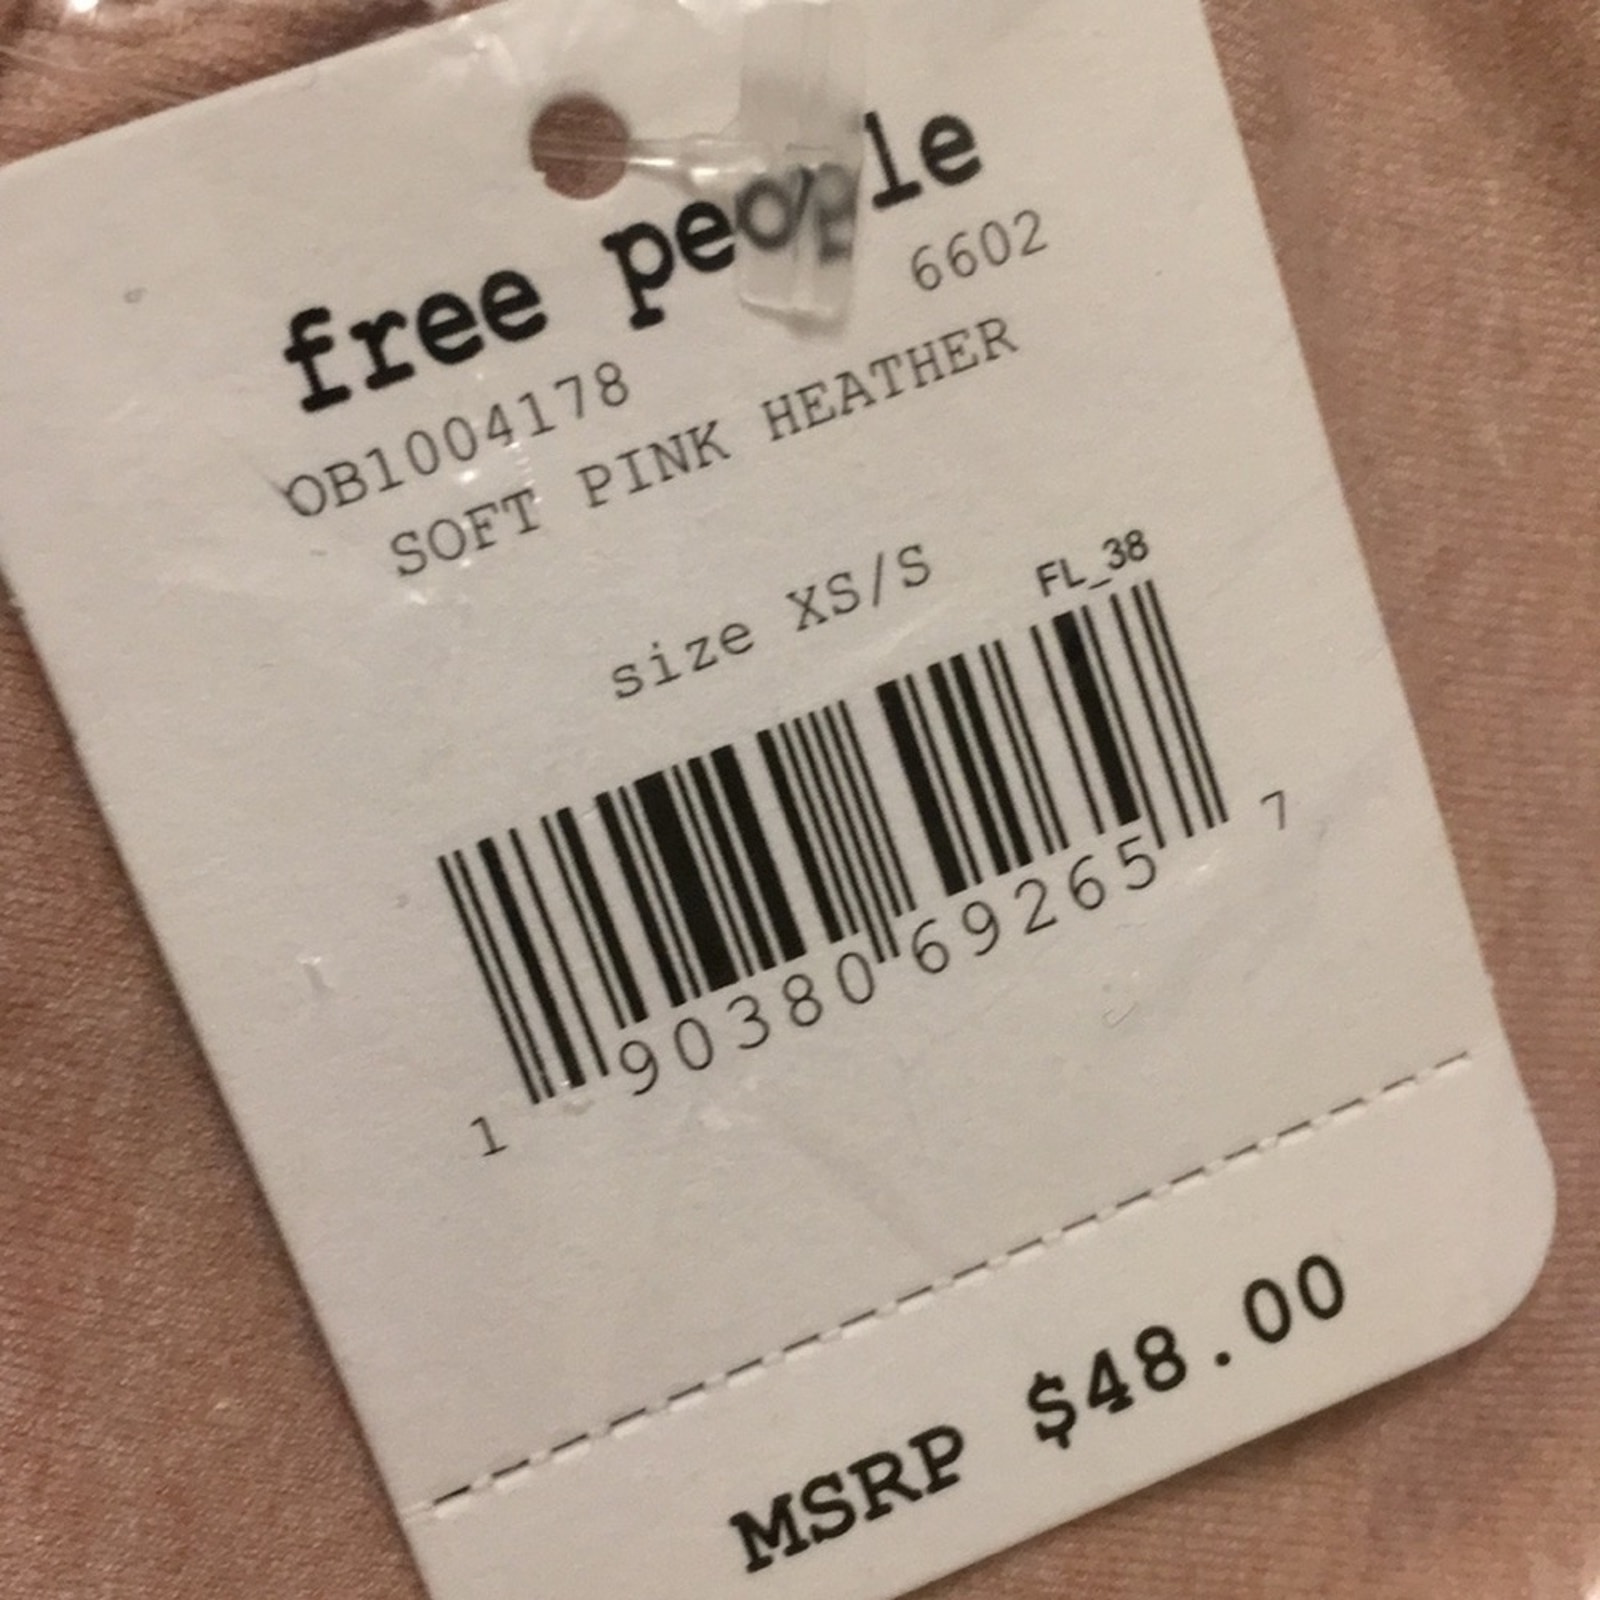 free people
OB1004178 6602
SOFT PINK HEATHER
size XS/S FL_38
1 90380 69265 7
MSRP $48.00